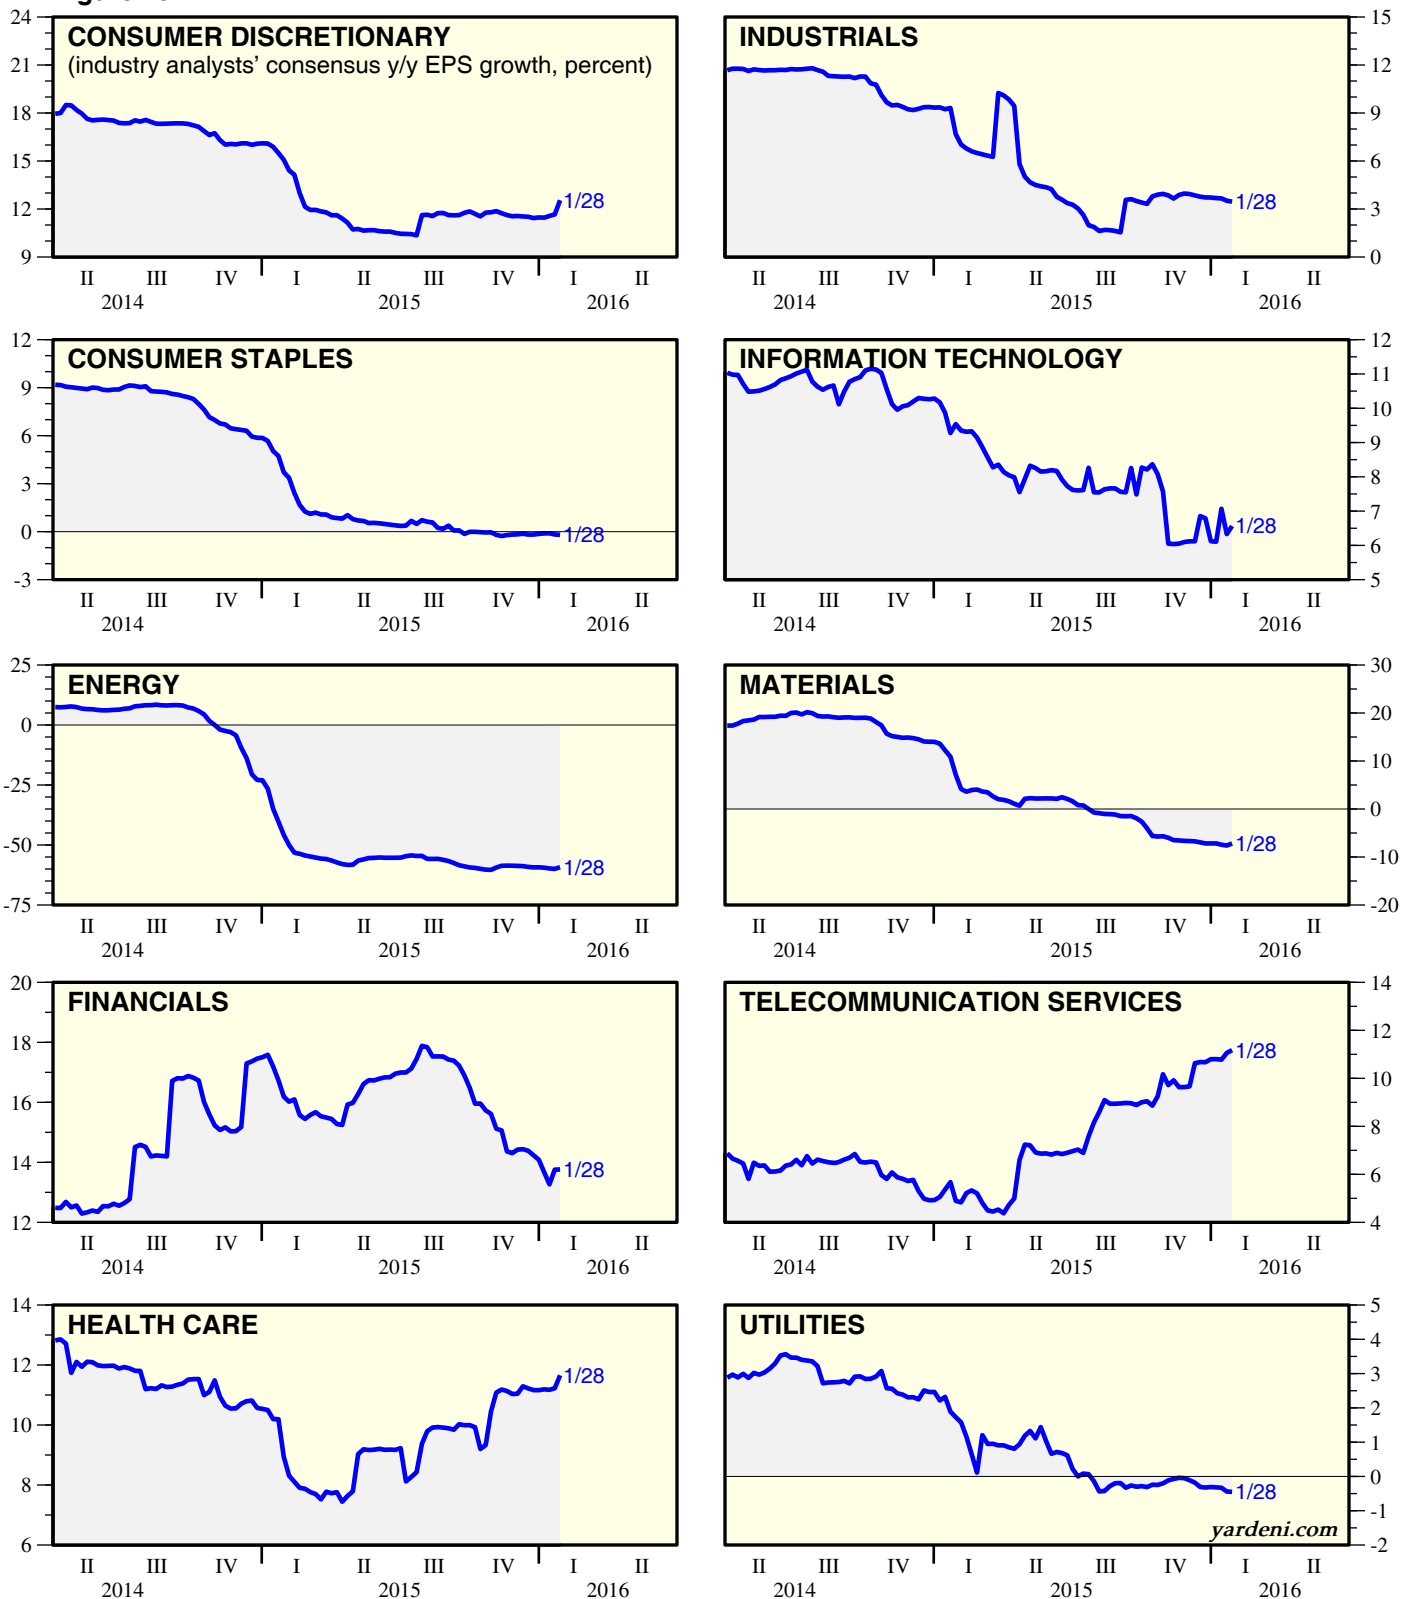 CONSUMER DISCRETIONARY
(industry analysts' consensus y/y EPS growth, percent)
24
21
18
15
12
9
1/28
II III IV I II III IV I II
2014 2015 2016
INDUSTRIALS
15
12
9
6
3
0
1/28
II III IV I II III IV I II
2014 2015 2016
CONSUMER STAPLES
12
9
6
3
0
-3
1/28
II III IV I II III IV I II
2014 2015 2016
INFORMATION TECHNOLOGY
12
11
10
9
8
7
6
5
1/28
II III IV I II III IV I II
2014 2015 2016
ENERGY
25
0
-25
-50
-75
1/28
II III IV I II III IV I II
2014 2015 2016
MATERIALS
30
20
10
0
-10
-20
1/28
II III IV I II III IV I II
2014 2015 2016
FINANCIALS
20
18
16
14
12
1/28
II III IV I II III IV I II
2014 2015 2016
TELECOMMUNICATION SERVICES
14
12
10
8
6
4
1/28
II III IV I II III IV I II
2014 2015 2016
HEALTH CARE
14
12
10
8
6
1/28
II III IV I II III IV I II
2014 2015 2016
UTILITIES
5
4
3
2
1
0
-1
-2
1/28
yardeni.com
II III IV I II III IV I II
2014 2015 2016